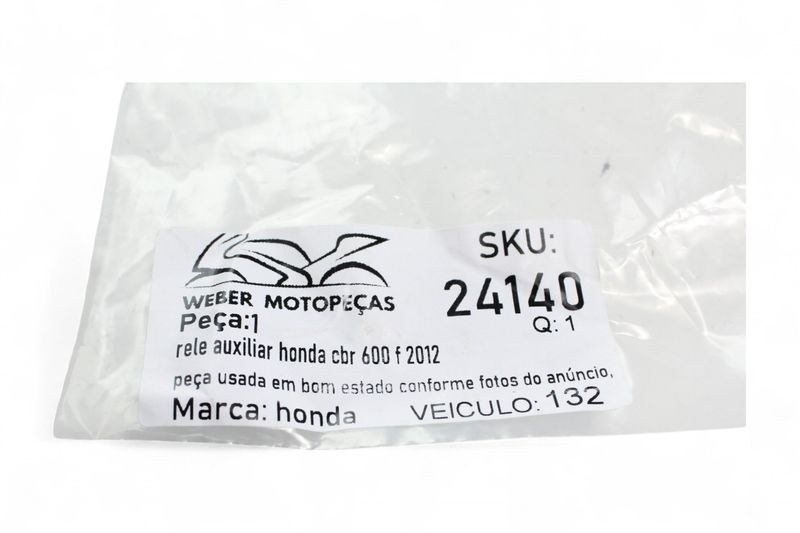 WEBER MOTOPEÇAS
SKU:
24140
Q: 1
Peça:1
rele auxiliar honda cbr 600 f 2012
peça usada em bom estado conforme fotos do anúncio.
Marca: honda
VEICULO: 132